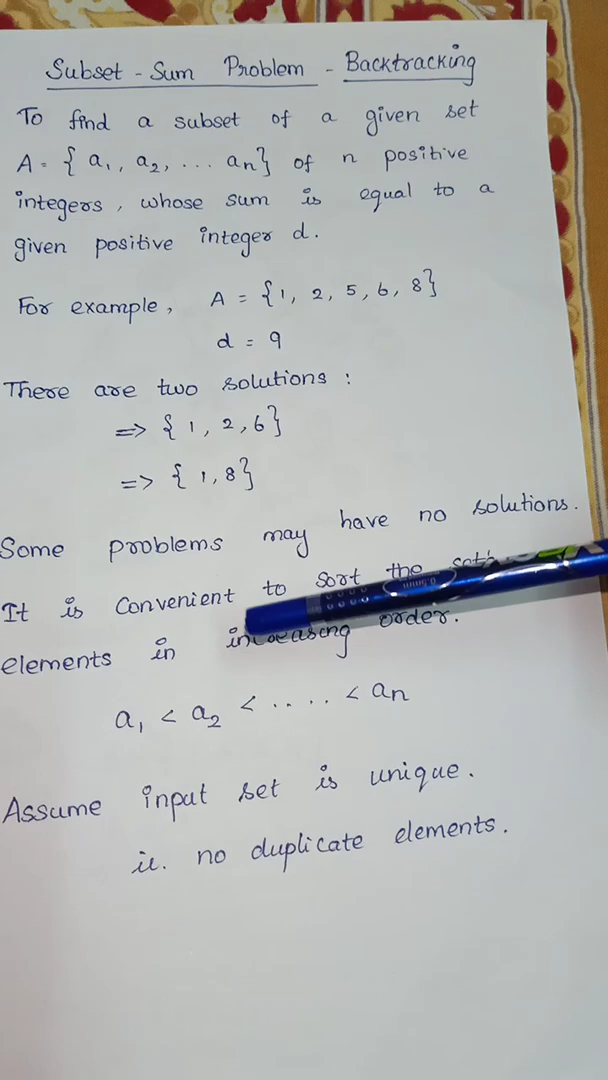 Subset - Sum Problem - Backtracking
To find a subset of a given set
A = { a1, a2, ... an} of n positive
integers, whose sum is equal to a
given positive integer d.
For example, A = {1, 2, 5, 6, 8}
d = 9
There are two solutions :
=> { 1, 2, 6}
=> { 1, 8}
Some problems may have no solutions.
It is convenient to sort the set's
elements in increasing order.
a1 < a2 < .... < an
Assume input set is unique.
ie. no duplicate elements.